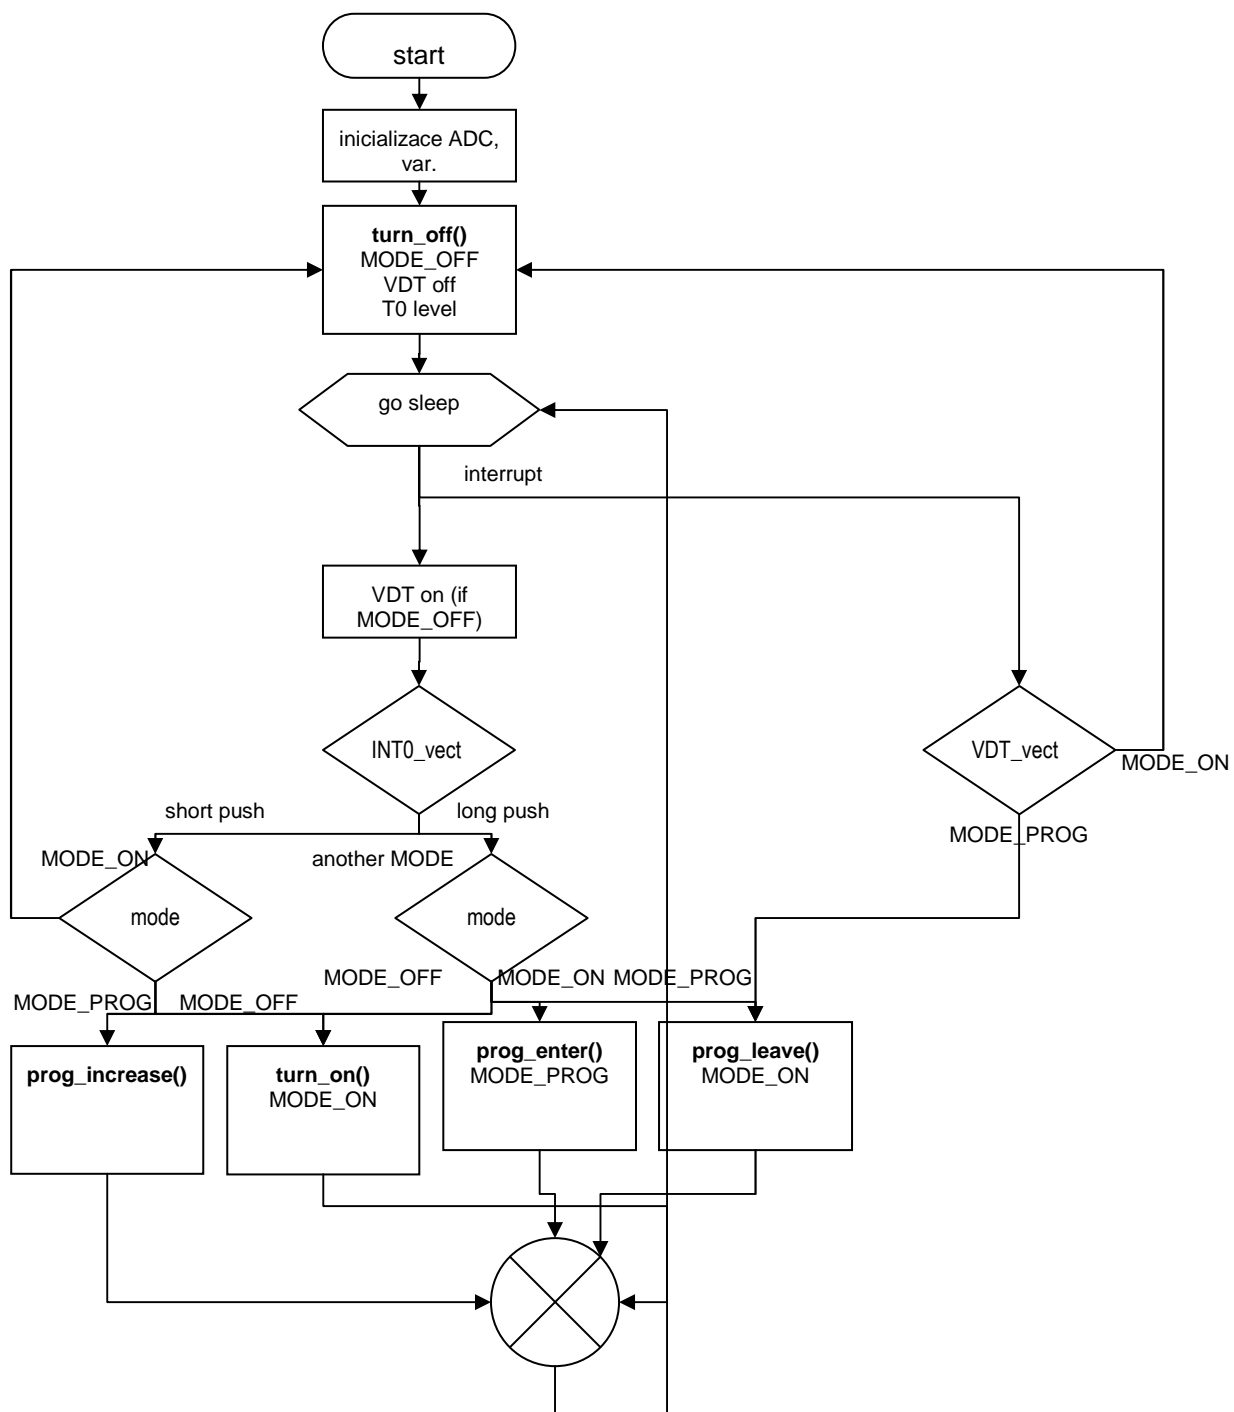 start
inicializace ADC,
var.
turn_off()
MODE_OFF
VDT off
T0 level
go sleep
interrupt
VDT on (if
MODE_OFF)
INT0_vect
VDT_vect
MODE_ON
short push
long push
MODE_PROG
MODE_ON
another MODE
mode
mode
MODE_OFF
MODE_ON
MODE_PROG
MODE_PROG
MODE_OFF
prog_increase()
turn_on()
MODE_ON
prog_enter()
MODE_PROG
prog_leave()
MODE_ON